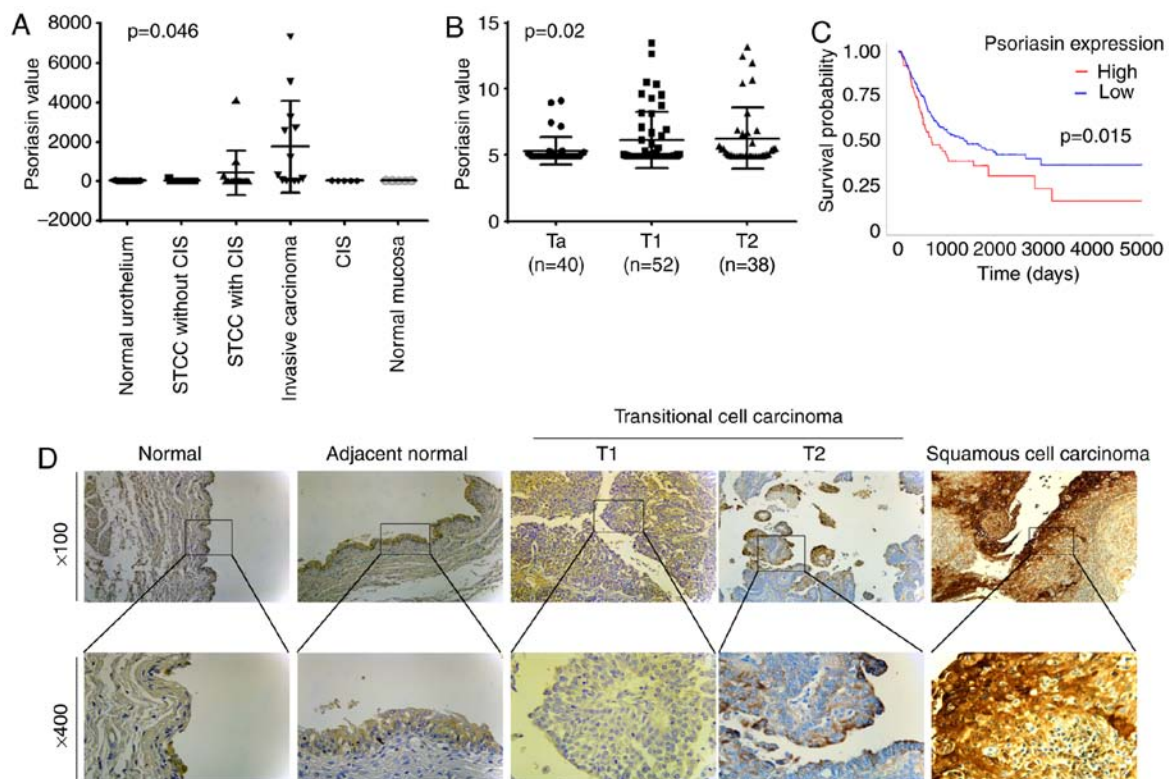 A
8000
6000
4000
2000
0
−2000
Psoriasin value
p=0.046
Normal urothelium
STCC without CIS
STCC with CIS
Invasive carcinoma
CIS
Normal mucosa
B
15
10
5
0
Psoriasin value
p=0.02
Ta
(n=40)
T1
(n=52)
T2
(n=38)
C
1.00
0.75
0.50
0.25
0
Survival probability
Psoriasin expression
High
Low
p=0.015
0 1000 2000 3000 4000 5000
Time (days)
D
Transitional cell carcinoma
Normal Adjacent normal T1 T2 Squamous cell carcinoma
×100
×400